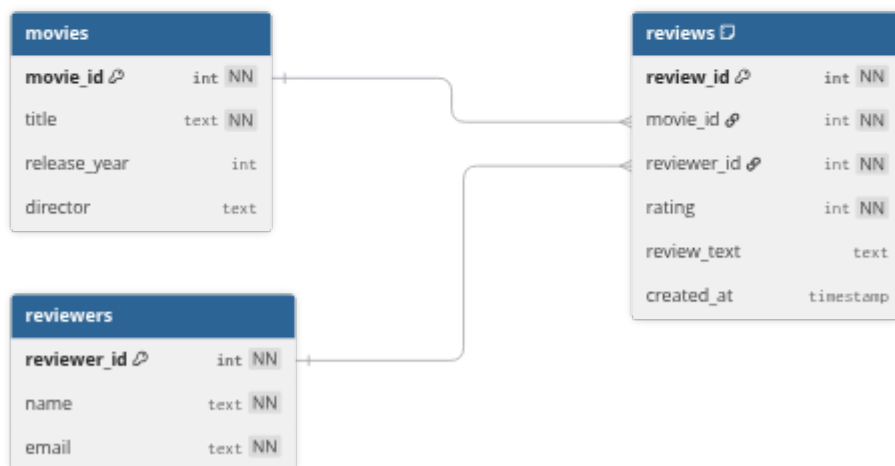 movies
movie_id int NN
title text NN
release_year int
director text
reviewers
reviewer_id int NN
name text NN
email text NN
reviews
review_id int NN
movie_id int NN
reviewer_id int NN
rating int NN
review_text text
created_at timestamp